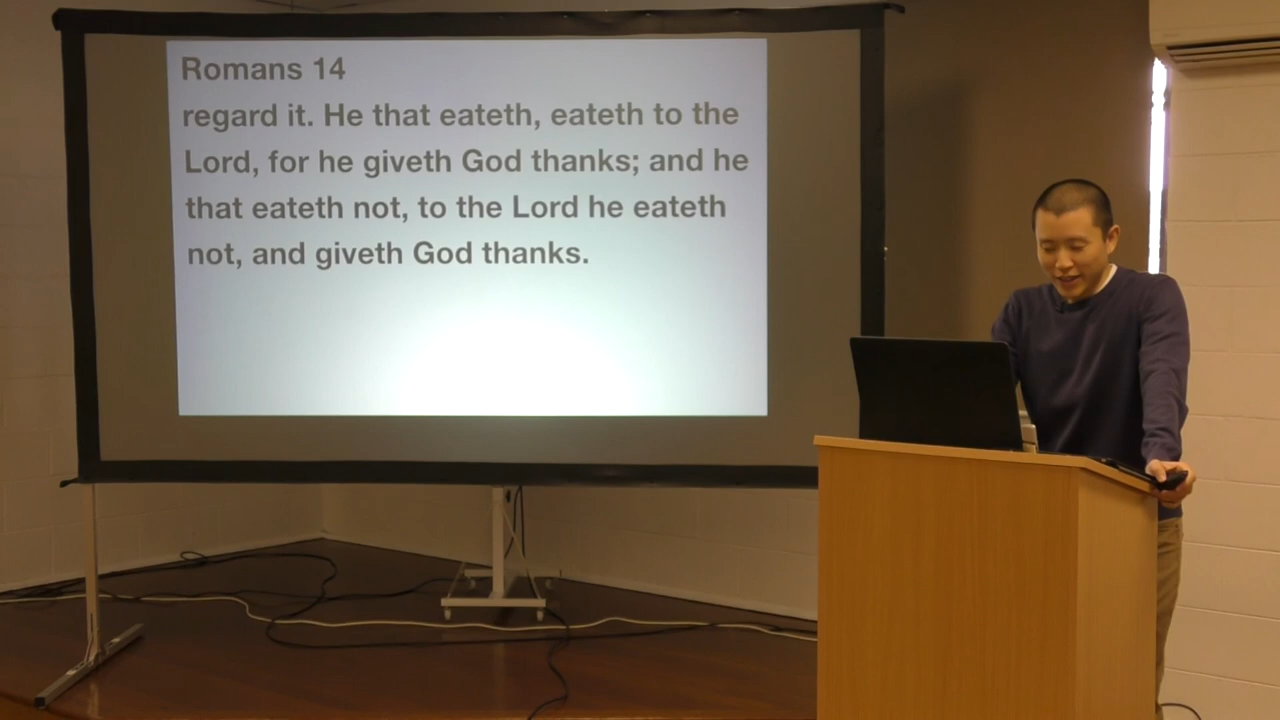 Romans 14
regard it. He that eateth, eateth to the
Lord, for he giveth God thanks; and he
that eateth not, to the Lord he eateth
not, and giveth God thanks.